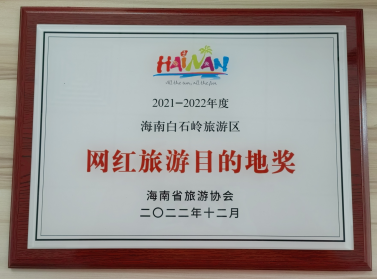 HAINAN
All the sun, all the fun.
2021-2022年度
海南白石岭旅游区
网红旅游目的地奖
海南省旅游协会
二〇二二年十二月